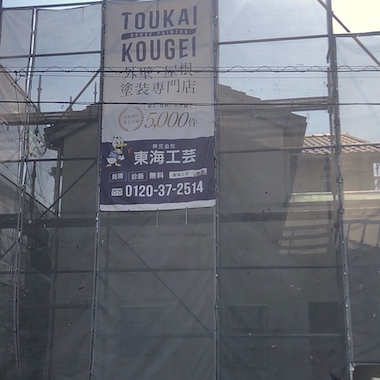 TOUKAI
KOUGEI
外壁・屋根
塗装専門店
5,000件
株式会社
東海工芸
見積 診断 無料
0120-37-2514